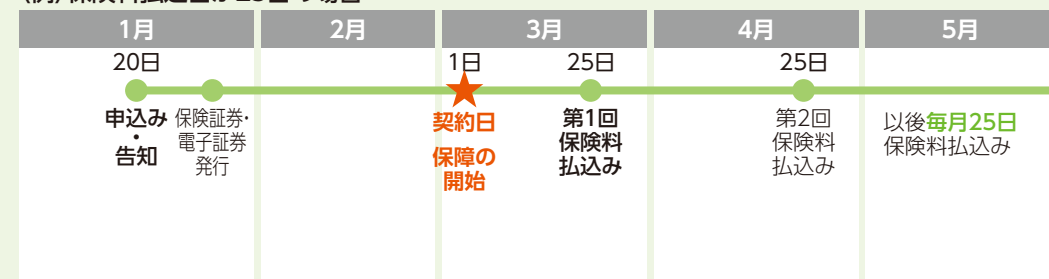 1月 2月 3月 4月 5月
20日 1日 25日 25日
申込み
・
告知
保険証券・
電子証券
発行
契約日
保障の
開始
第1回
保険料
払込み
第2回
保険料
払込み
以後毎月25日
保険料払込み